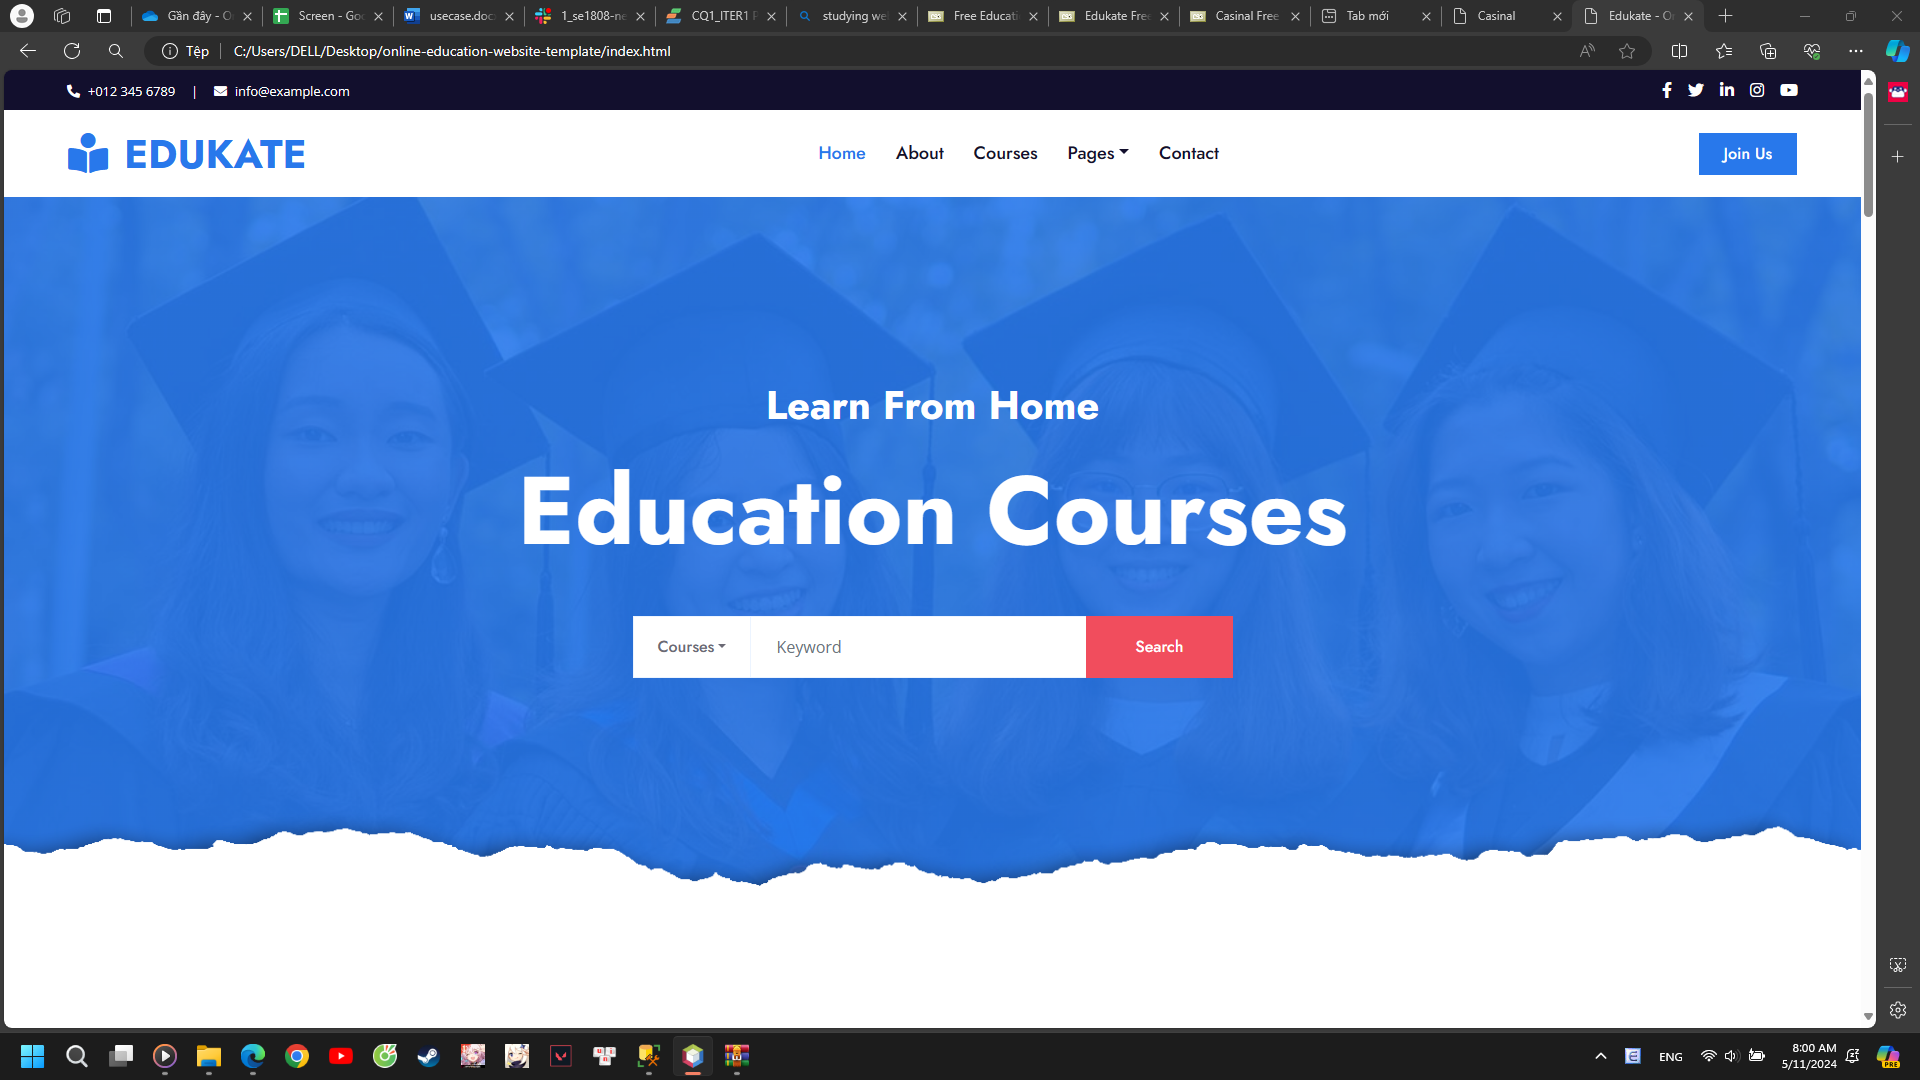 Gần đây - O
Screen - Goo
usecase.doc
1_se1808-ne
CQ1_ITER1 P
studying we
Free Educati
Edukate Free
Casinal Free
Tab mới
Casinal
Edukate - O
Tệp
C:/Users/DELL/Desktop/online-education-website-template/index.html
+012 345 6789 | info@example.com
EDUKATE
Home
About
Courses
Pages
Contact
Join Us
Learn From Home
Education Courses
Courses
Keyword
Search
ENG
8:00 AM
5/11/2024
PRE